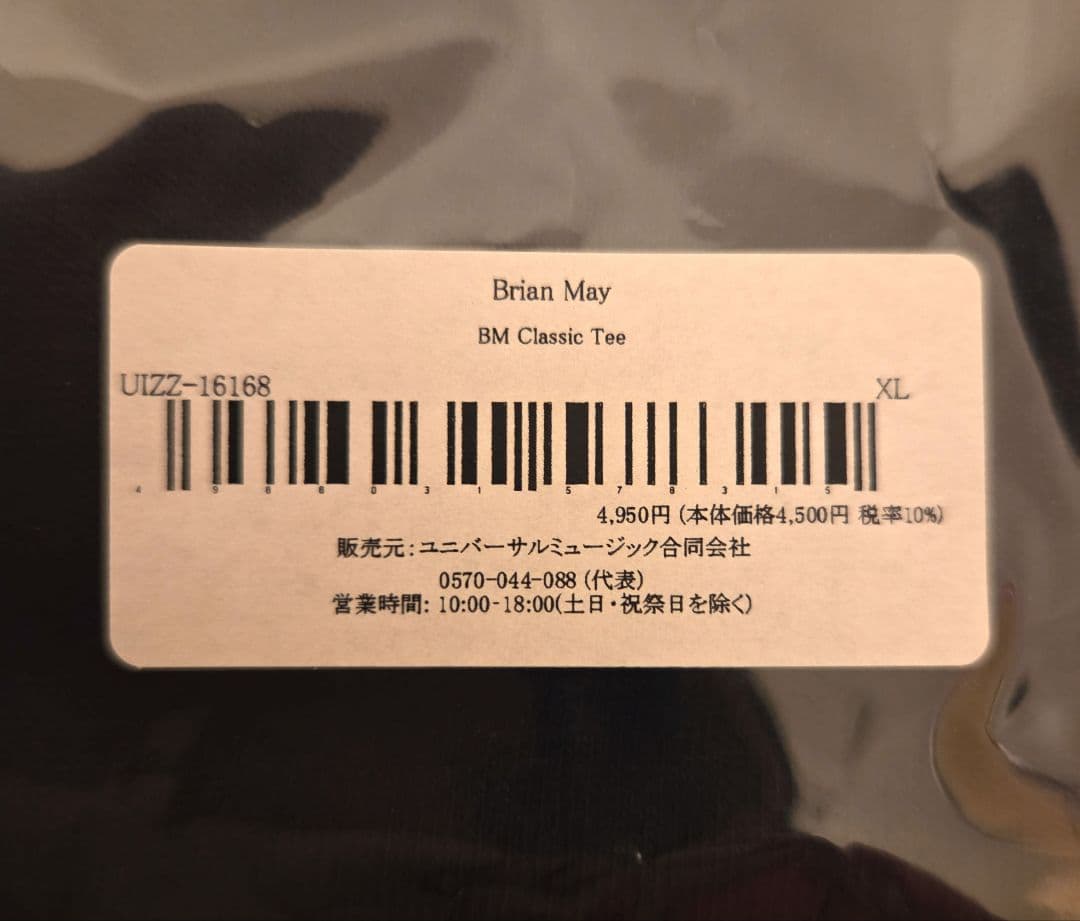 Brian May
BM Classic Tee
UIZZ-16168 XL
4988031578315
4,950円 (本体価格4,500円 税率10%)
販売元:ユニバーサルミュージック合同会社
0570-044-088 (代表)
営業時間: 10:00-18:00(土日・祝祭日を除く)